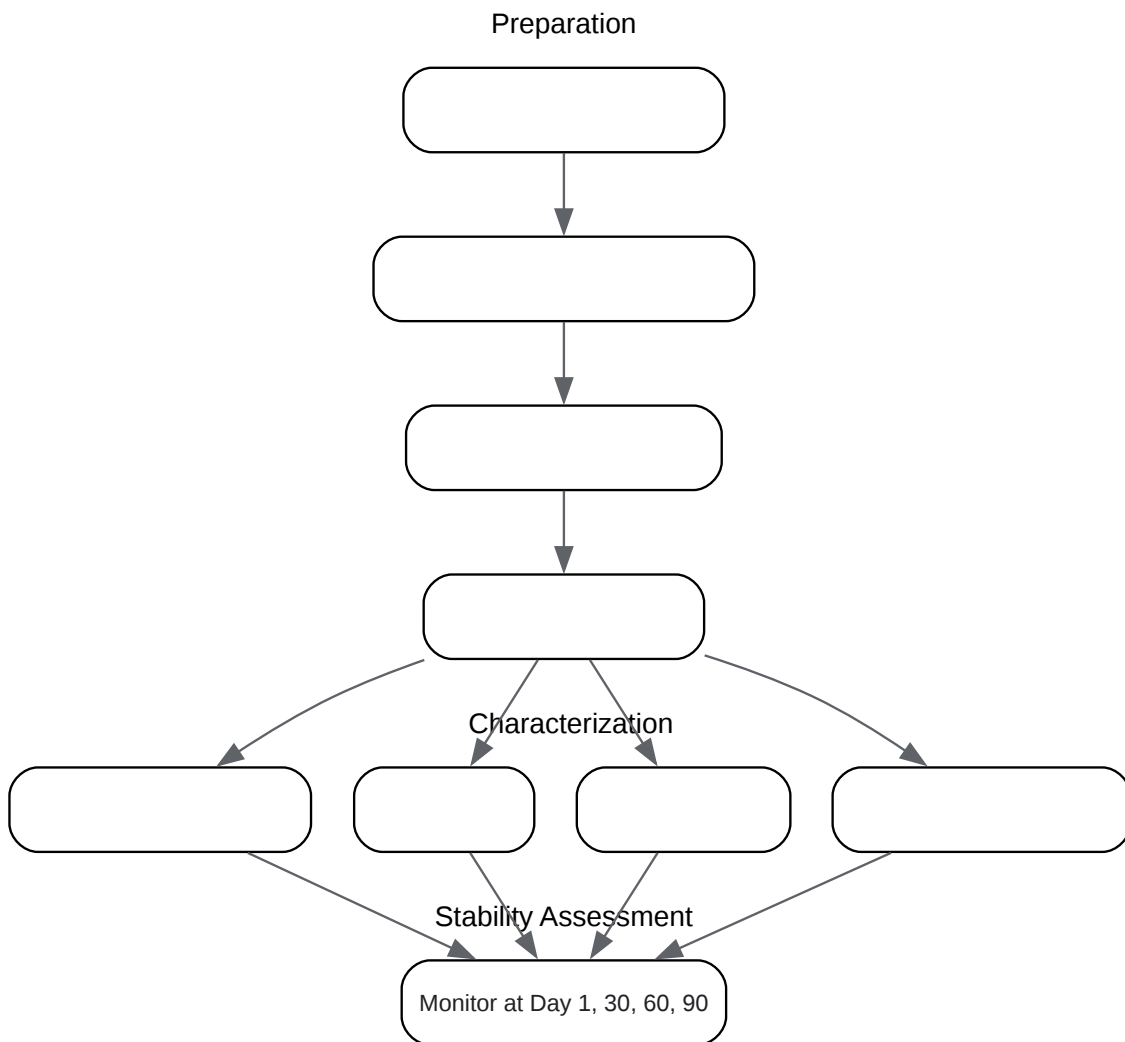 Preparation
Characterization
Stability Assessment
Monitor at Day 1, 30, 60, 90